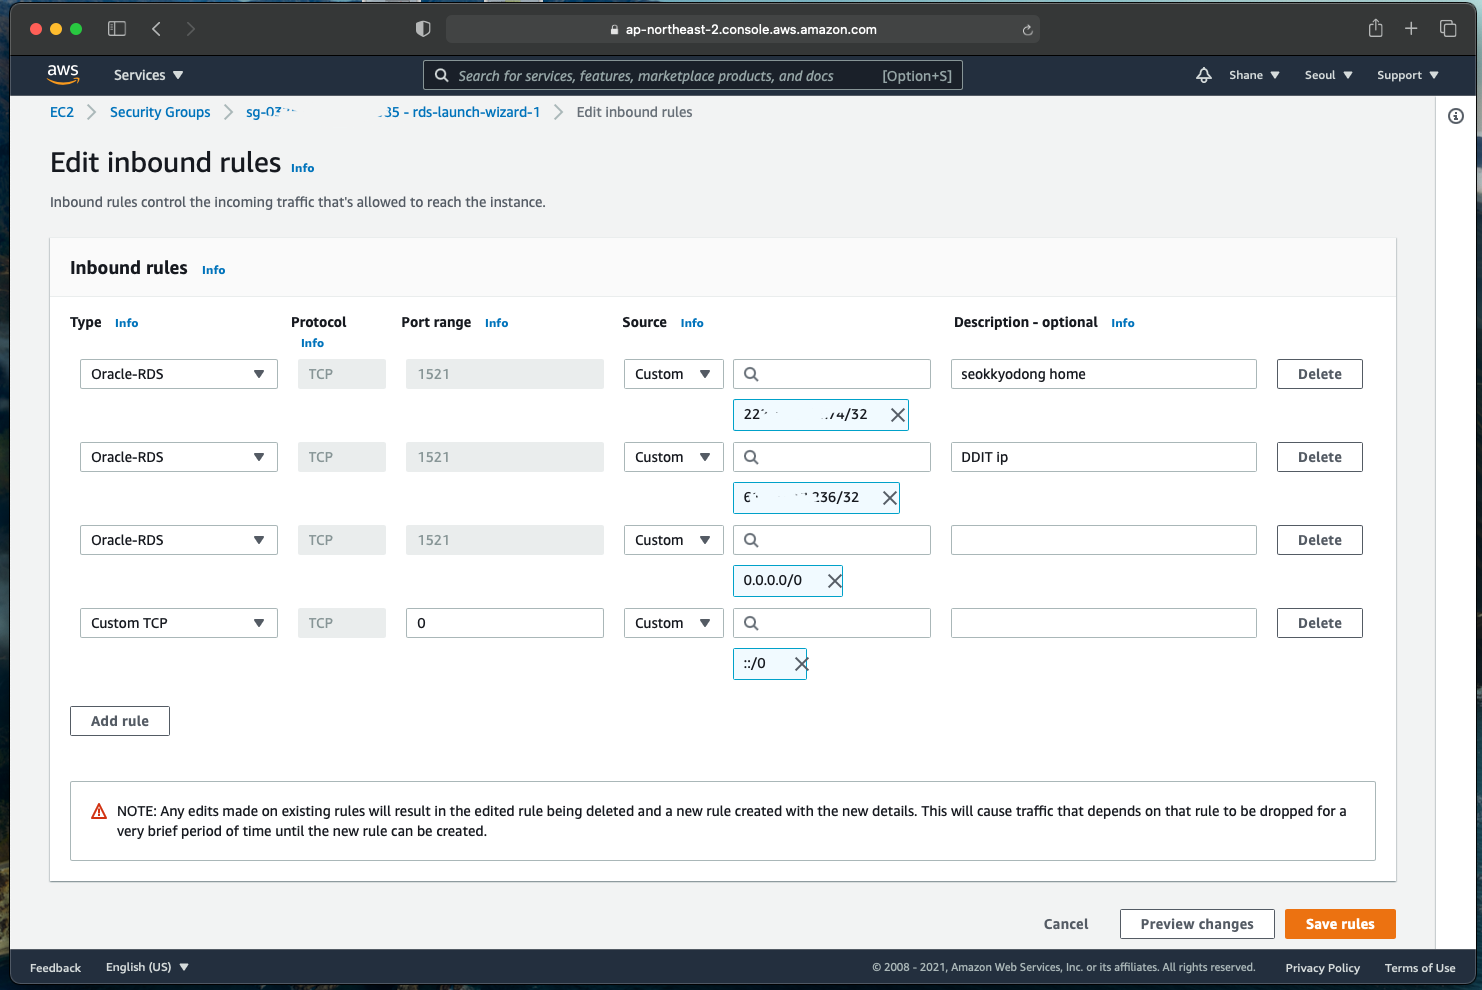 ap-northeast-2.console.aws.amazon.com
aws Services Search for services, features, marketplace products, and docs [Option+S] Shane Seoul Support
EC2 Security Groups sg- 35 - rds-launch-wizard-1 Edit inbound rules
Edit inbound rules Info
Inbound rules control the incoming traffic that's allowed to reach the instance.
Inbound rules Info
Type Info Protocol Info Port range Info Source Info Description - optional Info
Oracle-RDS TCP 1521 Custom seokkyodong home Delete
/32
Oracle-RDS TCP 1521 Custom DDIT ip Delete
236/32
Oracle-RDS TCP 1521 Custom Delete
0.0.0.0/0
Custom TCP TCP 0 Custom Delete
::/0
Add rule
NOTE: Any edits made on existing rules will result in the edited rule being deleted and a new rule created with the new details. This will cause traffic that depends on that rule to be dropped for a
very brief period of time until the new rule can be created.
Cancel Preview changes Save rules
Feedback English (US) © 2008 - 2021, Amazon Web Services, Inc. or its affiliates. All rights reserved. Privacy Policy Terms of Use